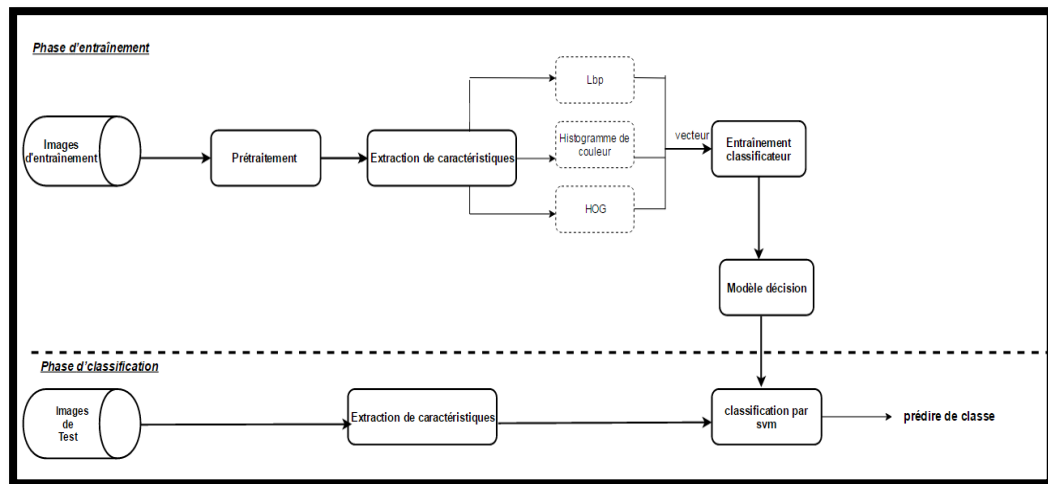 Phase d'entraînement
Lbp
Images
d'entrainement
Prétraitement
Extraction de caractéristiques
Histogramme de
couleur
vecteur
Entraînement
classificateur
HOG
Modèle décision
Phase d'classification
Images
de
Test
Extraction de caractéristiques
classification par
svm
prédire de classe